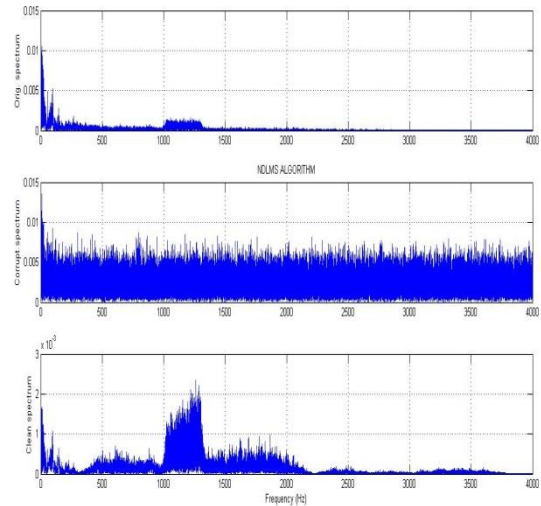 0.015
0.01
0.005
0
Orig. spectrum
0 500 1000 1500 2000 2500 3000 3500 4000
NDLMS ALGORITHM
0.015
0.01
0.005
0
Corrupt spectrum
0 500 1000 1500 2000 2500 3000 3500 4000
x 10⁻³
3
2
1
0
Clean spectrum
0 500 1000 1500 2000 2500 3000 3500 4000
Frequency (Hz)